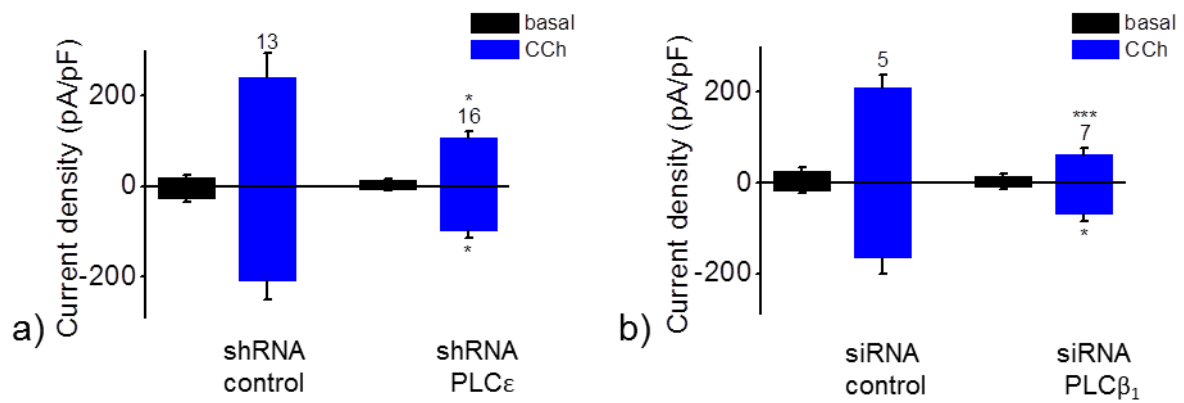 a)
Current density (pA/pF)
200
0
-200
basal
CCh
13
*
16
*
shRNA
control
shRNA
PLCε
b)
Current density (pA/pF)
200
0
-200
basal
CCh
5
***
7
*
siRNA
control
siRNA
PLCβ₁